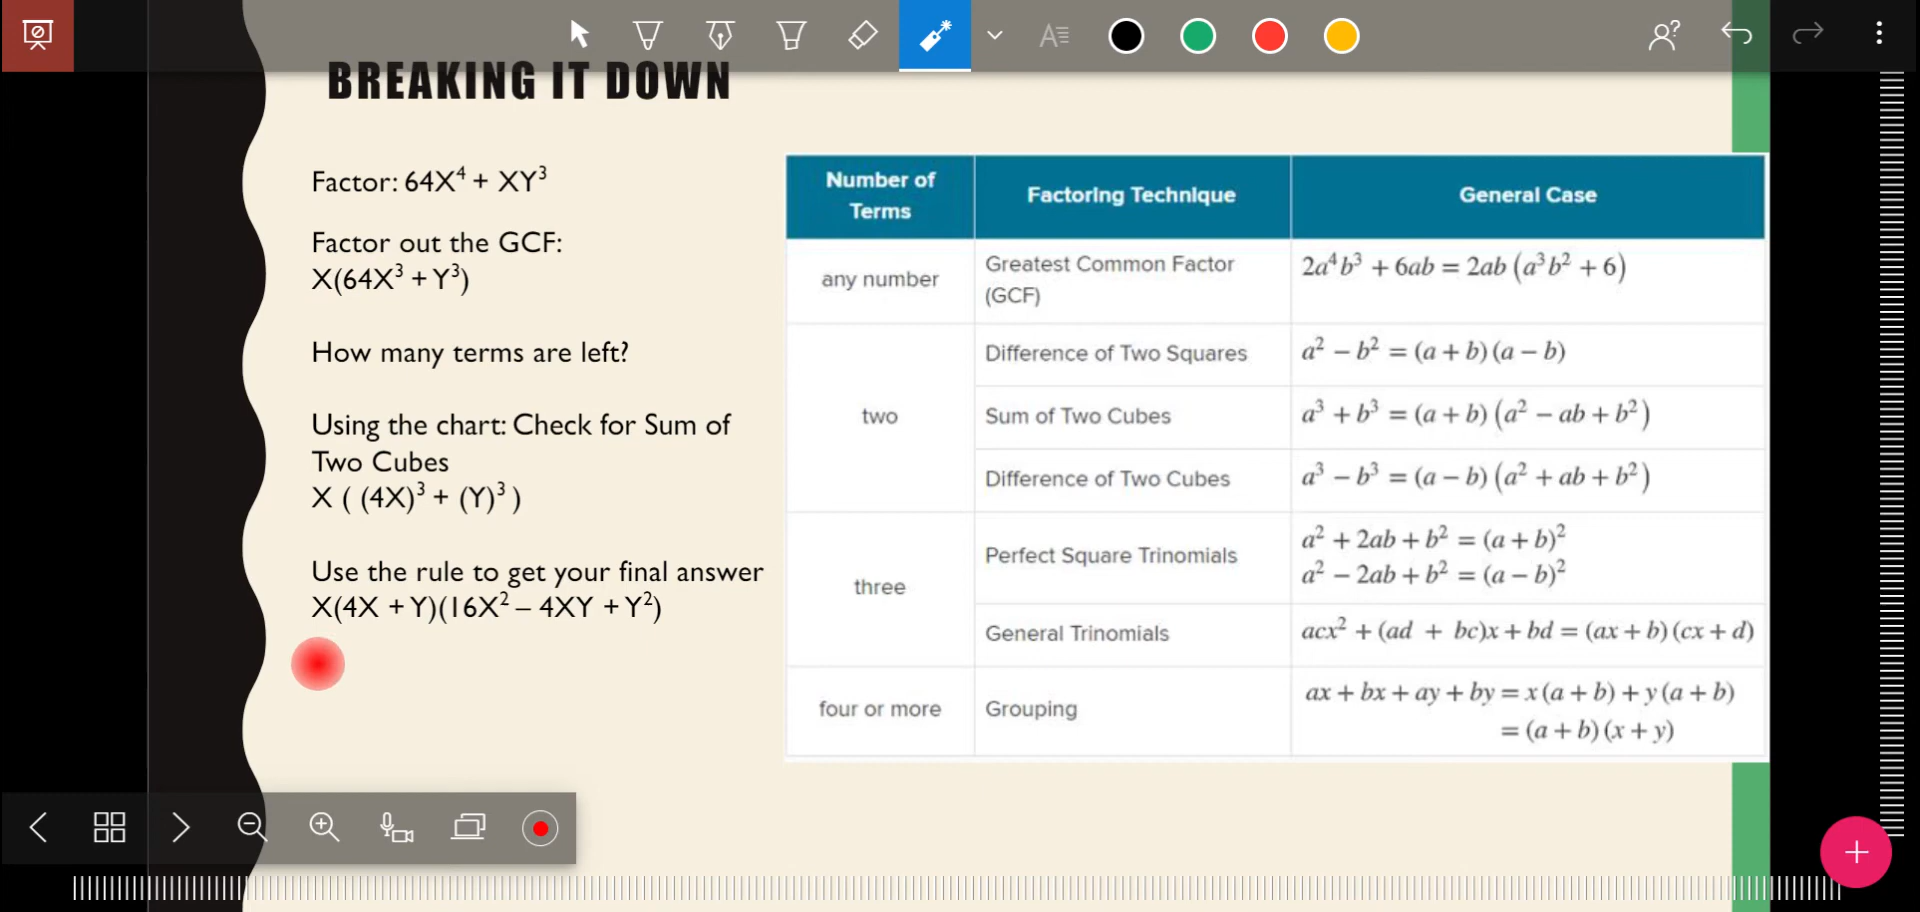 BREAKING IT DOWN
Factor: 64X⁴ + XY³
Factor out the GCF:
X(64X³ + Y³)
How many terms are left?
Using the chart: Check for Sum of
Two Cubes
X ( (4X)³ + (Y)³ )
Use the rule to get your final answer
X(4X + Y)(16X² – 4XY + Y²)
Number of
Terms
Factoring Technique
General Case
any number
Greatest Common Factor
(GCF)
2a⁴b³ + 6ab = 2ab (a³b² + 6)
two
Difference of Two Squares
a² − b² = (a + b) (a − b)
Sum of Two Cubes
a³ + b³ = (a + b) (a² − ab + b²)
Difference of Two Cubes
a³ − b³ = (a − b) (a² + ab + b²)
three
Perfect Square Trinomials
a² + 2ab + b² = (a + b)²
a² − 2ab + b² = (a − b)²
General Trinomials
acx² + (ad + bc)x + bd = (ax + b) (cx + d)
four or more
Grouping
ax + bx + ay + by = x (a + b) + y (a + b)
= (a + b) (x + y)